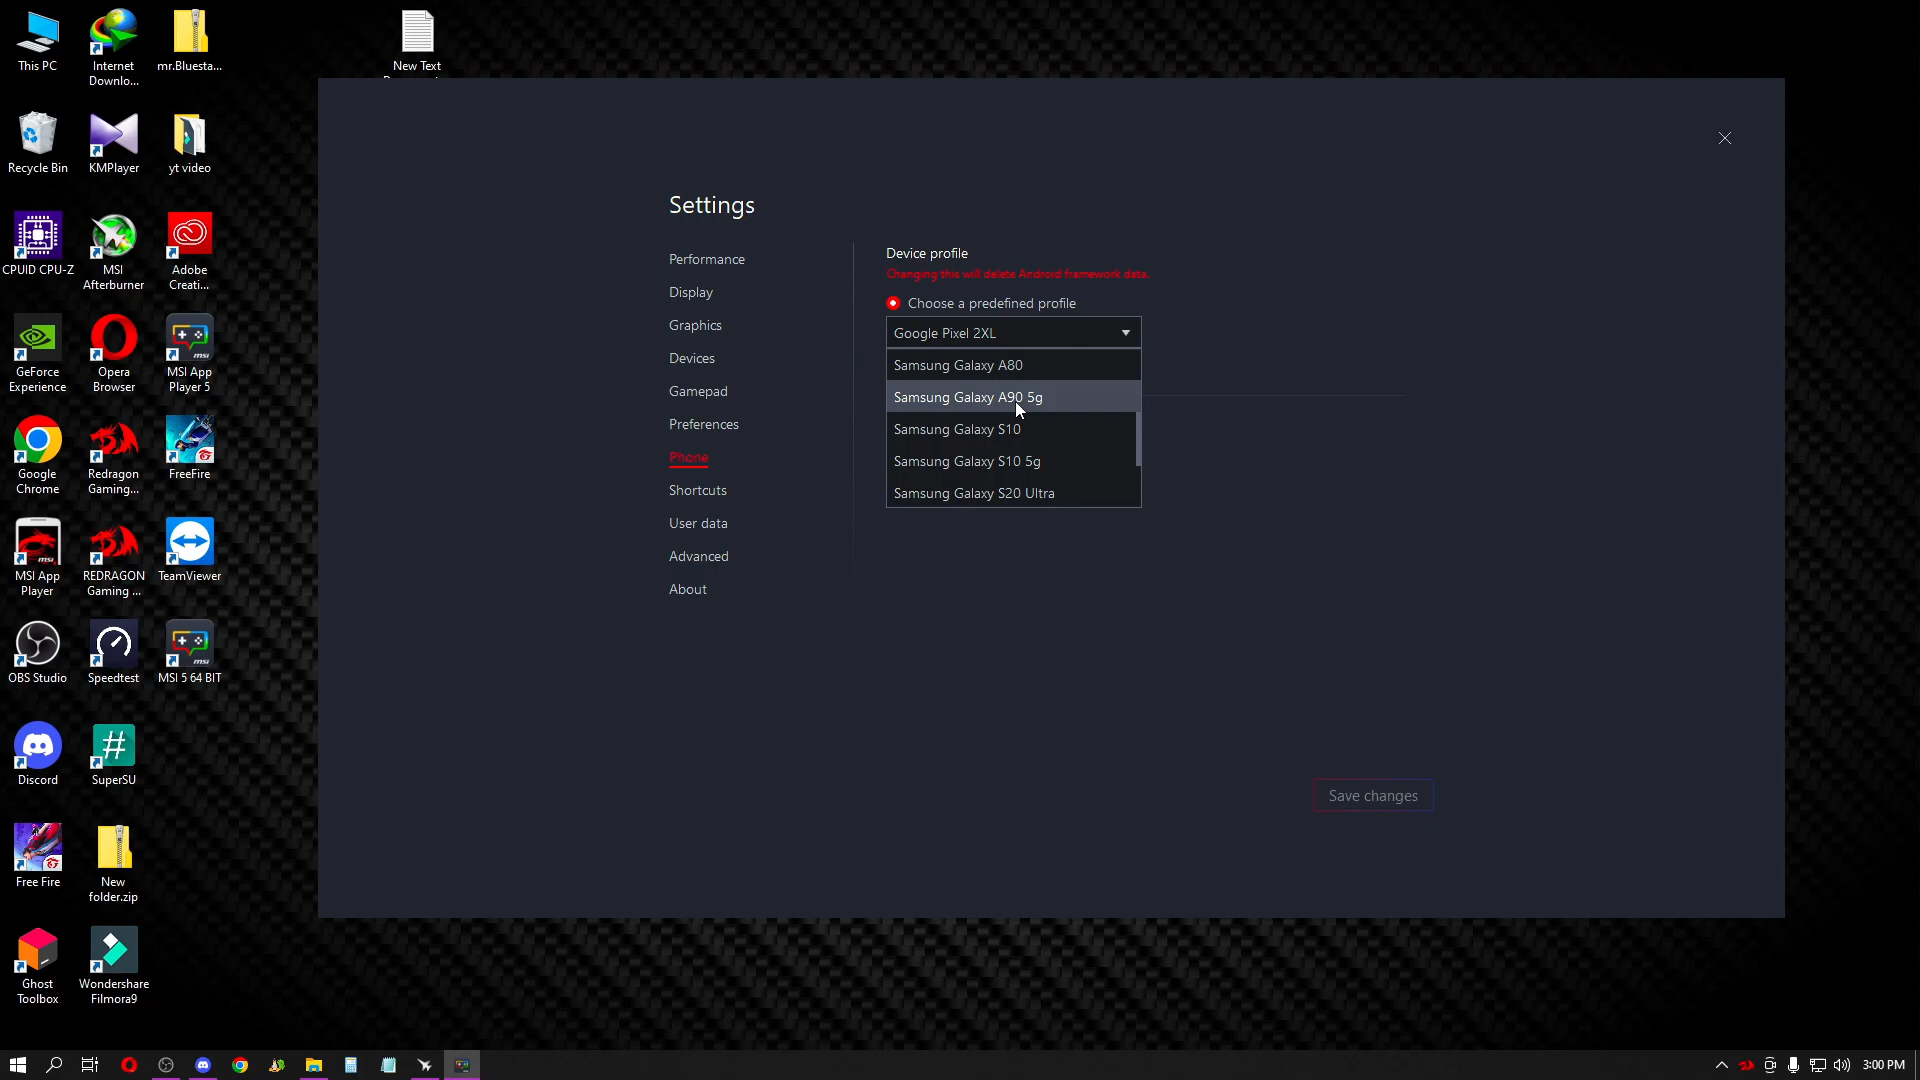 This PC
Internet
Downlo...
mr.Bluesta...
New Text
Recycle Bin
KMPlayer
yt video
CPUID CPU-Z
MSI
Afterburner
Adobe
Creati...
GeForce
Experience
Opera
Browser
MSI App
Player 5
Google
Chrome
Redragon
Gaming...
FreeFire
MSI App
Player
REDRAGON
Gaming ...
TeamViewer
OBS Studio
Speedtest
MSI 5 64 BIT
Discord
SuperSU
Free Fire
New
folder.zip
Ghost
Toolbox
Wondershare
Filmora9
Settings
Performance
Display
Graphics
Devices
Gamepad
Preferences
Phone
Shortcuts
User data
Advanced
About
Device profile
Changing this will delete Android framework data.
Choose a predefined profile
Google Pixel 2XL
Samsung Galaxy A80
Samsung Galaxy A90 5g
Samsung Galaxy S10
Samsung Galaxy S10 5g
Samsung Galaxy S20 Ultra
Save changes
3:00 PM